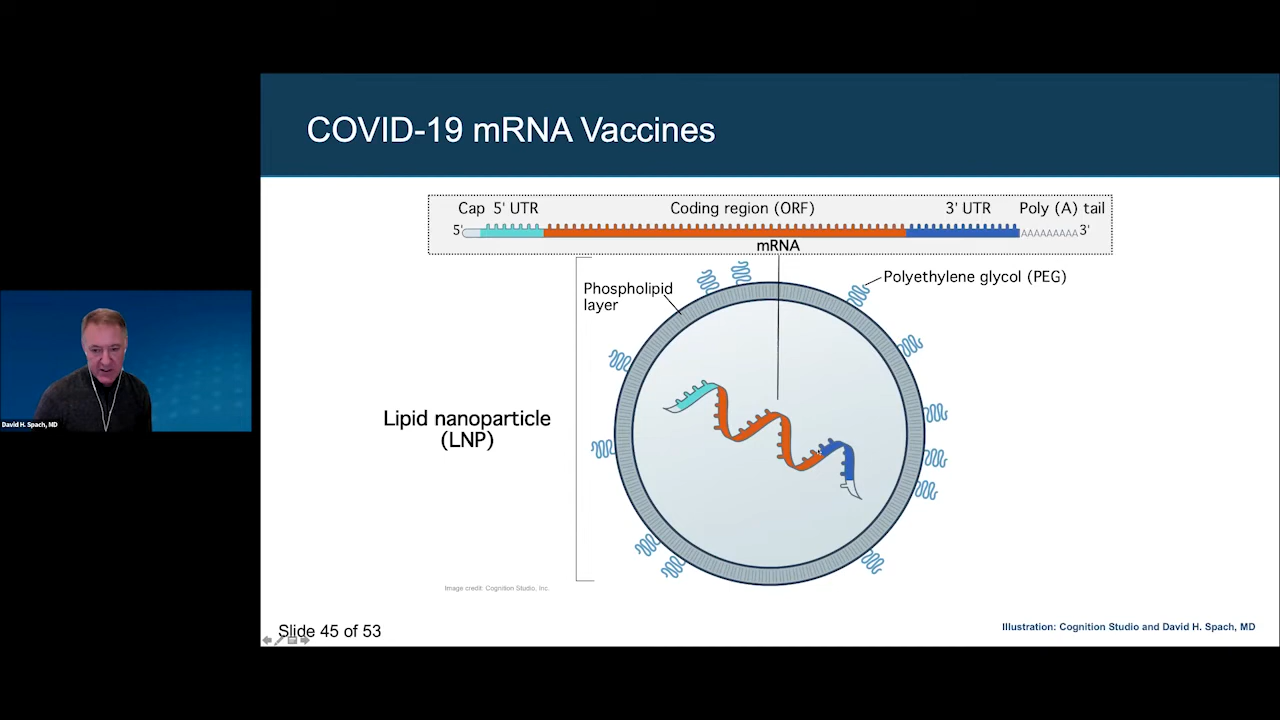 COVID-19 mRNA Vaccines
Cap 5' UTR Coding region (ORF) 3' UTR Poly (A) tail
5' AAAAAAAAA 3'
mRNA
Phospholipid
layer
Polyethylene glycol (PEG)
Lipid nanoparticle
(LNP)
David H. Spach, MD
Image credit: Cognition Studio, Inc.
Slide 45 of 53
Illustration: Cognition Studio and David H. Spach, MD